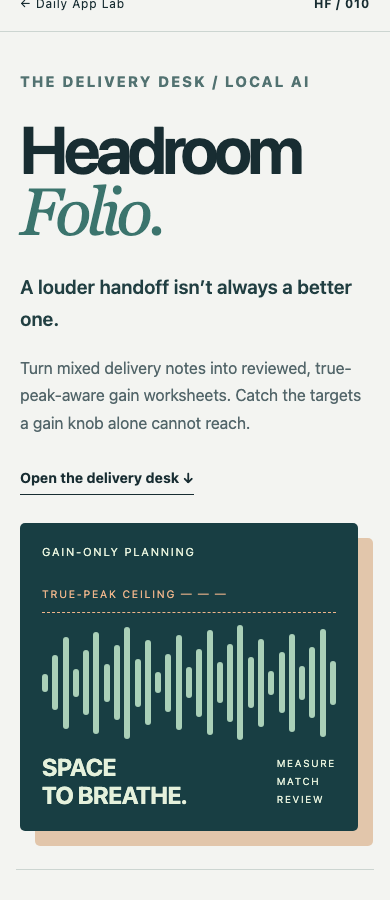 ← Daily App Lab
HF / 010
THE DELIVERY DESK / LOCAL AI
Headroom
Folio.
A louder handoff isn’t always a better
one.
Turn mixed delivery notes into reviewed, true-
peak-aware gain worksheets. Catch the targets
a gain knob alone cannot reach.
Open the delivery desk ↓
GAIN-ONLY PLANNING
TRUE-PEAK CEILING — — —
SPACE
TO BREATHE.
MEASURE
MATCH
REVIEW